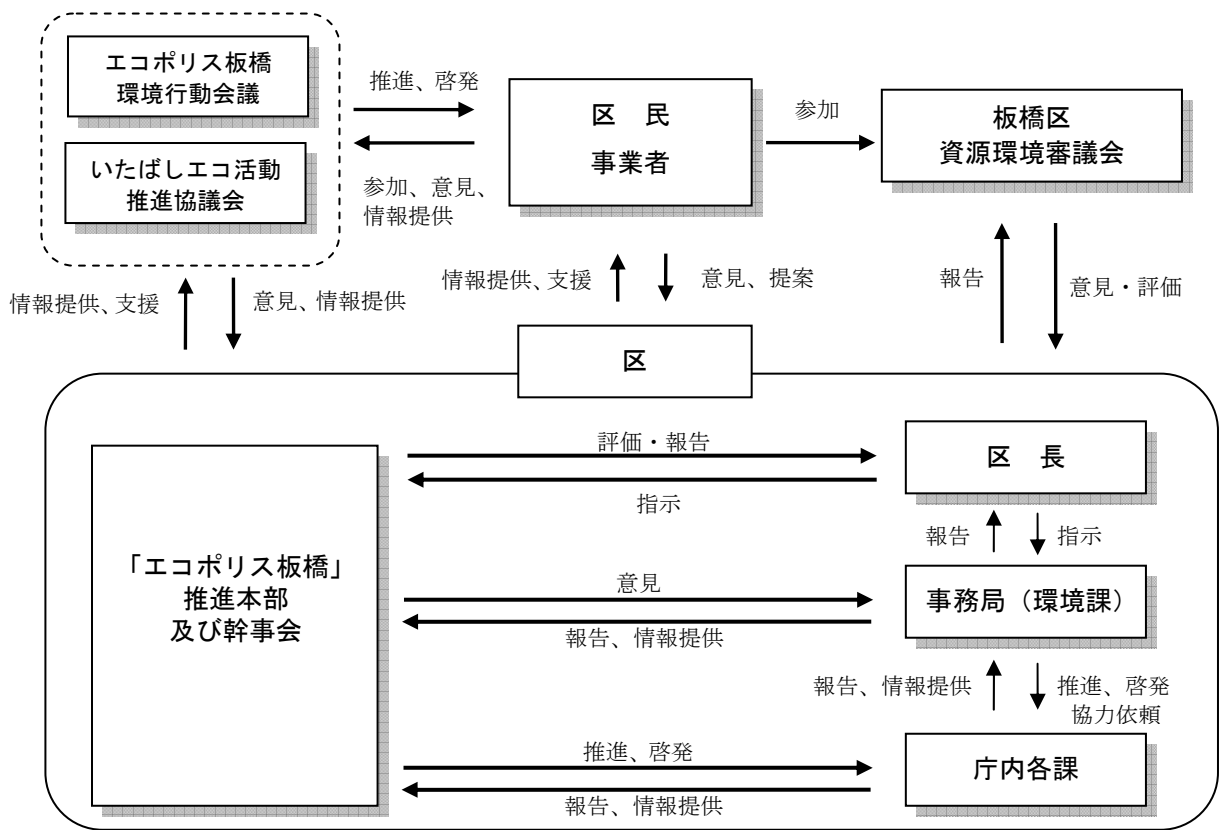 エコポリス板橋
環境行動会議
いたばしエコ活動
推進協議会
推進、啓発
参加、意見、
情報提供
区　民
事業者
参加
板橋区
資源環境審議会
情報提供、支援
意見、情報提供
情報提供、支援
意見、提案
報告
意見・評価
区
「エコポリス板橋」
推進本部
及び幹事会
評価・報告
指示
区　長
報告
指示
意見
報告、情報提供
事務局（環境課）
報告、情報提供
推進、啓発
協力依頼
推進、啓発
報告、情報提供
庁内各課